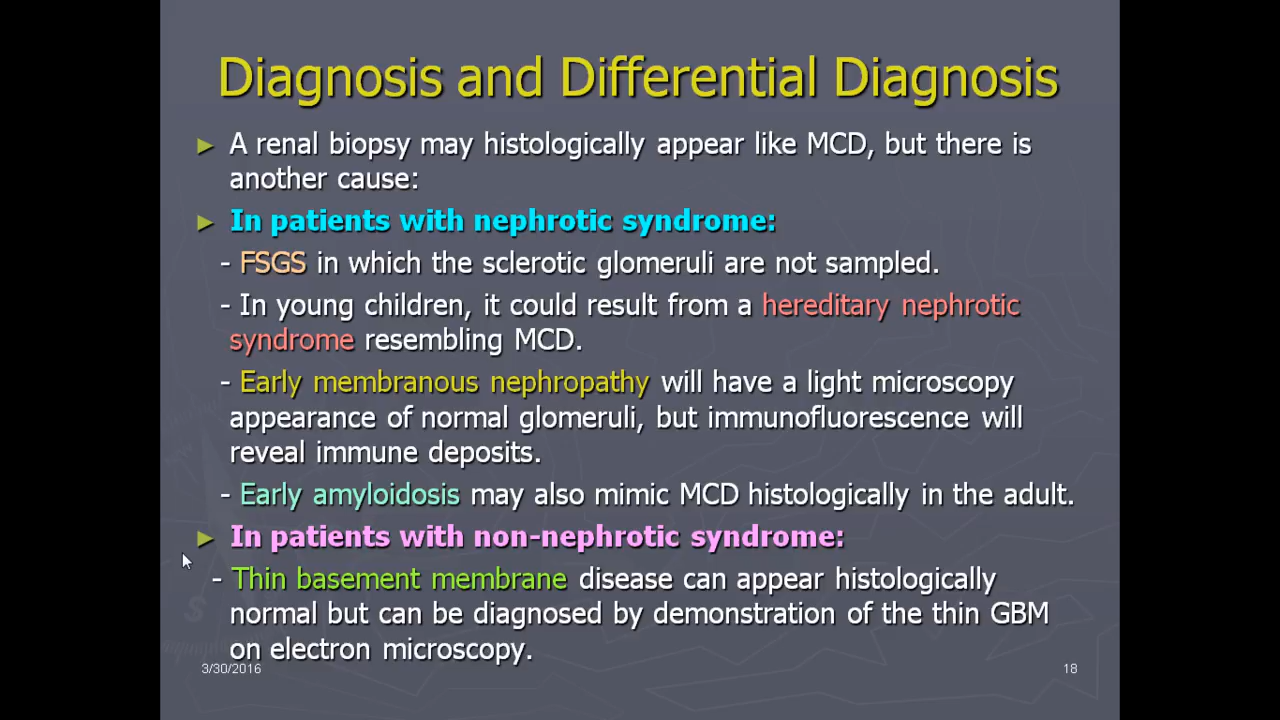 Diagnosis and Differential Diagnosis
► A renal biopsy may histologically appear like MCD, but there is
another cause:
► In patients with nephrotic syndrome:
- FSGS in which the sclerotic glomeruli are not sampled.
- In young children, it could result from a hereditary nephrotic
syndrome resembling MCD.
- Early membranous nephropathy will have a light microscopy
appearance of normal glomeruli, but immunofluorescence will
reveal immune deposits.
- Early amyloidosis may also mimic MCD histologically in the adult.
► In patients with non-nephrotic syndrome:
- Thin basement membrane disease can appear histologically
normal but can be diagnosed by demonstration of the thin GBM
on electron microscopy.
3/30/2016
18